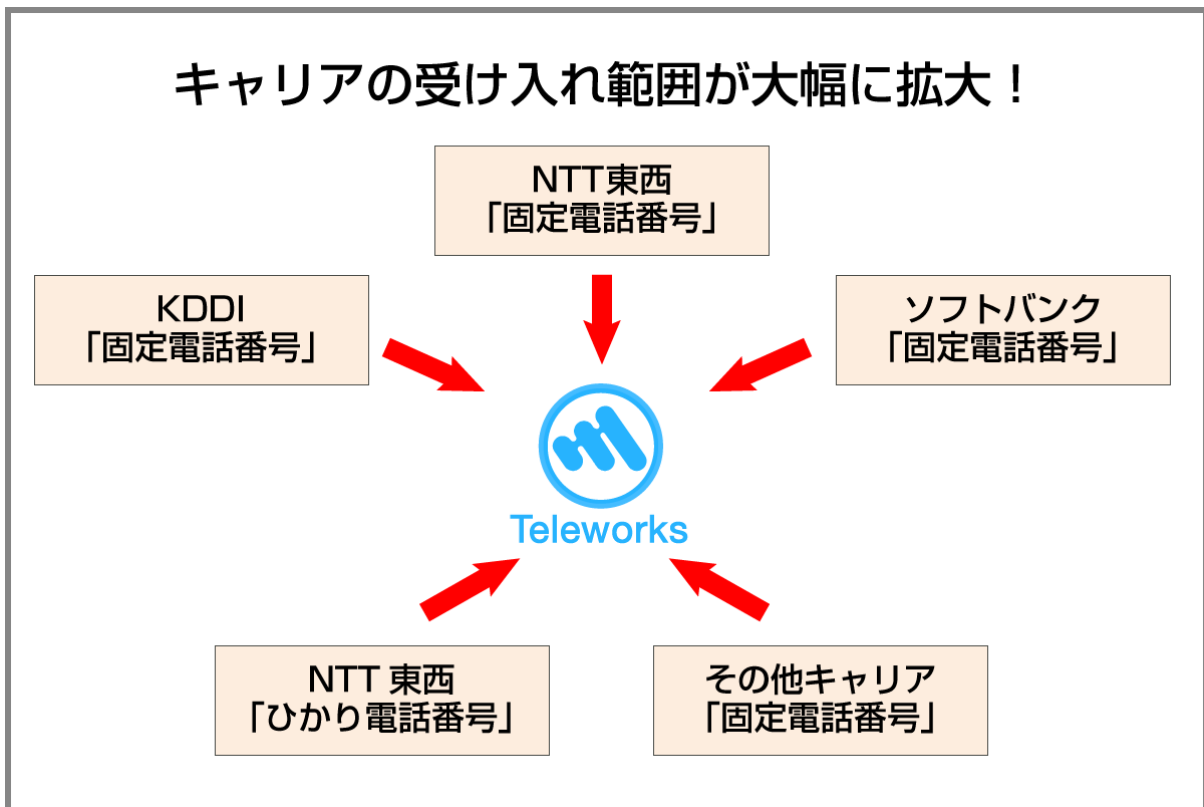 キャリアの受け入れ範囲が大幅に拡大！
NTT東西
「固定電話番号」
KDDI
「固定電話番号」
ソフトバンク
「固定電話番号」
Teleworks
NTT 東西
「ひかり電話番号」
その他キャリア
「固定電話番号」